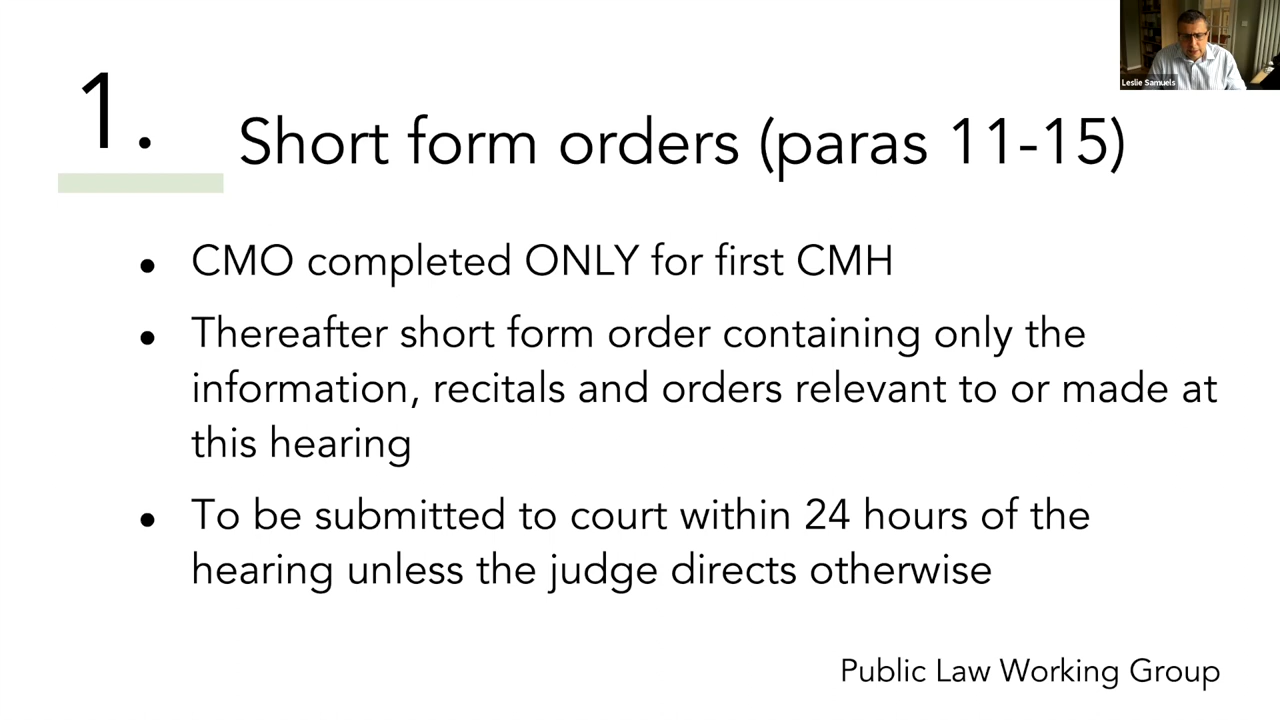 Leslie Samuels
1.
Short form orders (paras 11-15)
• CMO completed ONLY for first CMH
• Thereafter short form order containing only the
information, recitals and orders relevant to or made at
this hearing
• To be submitted to court within 24 hours of the
hearing unless the judge directs otherwise
Public Law Working Group